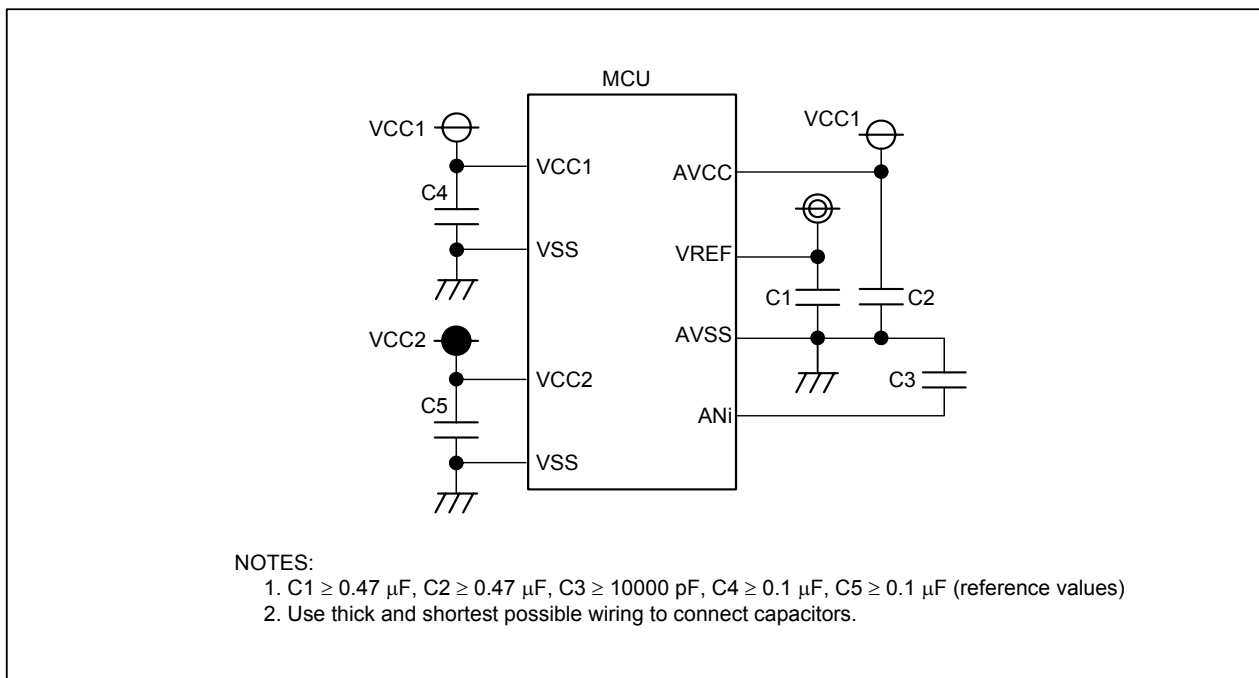 MCU
VCC1
VCC1
VCC1
AVCC
C4
VSS
VREF
C1
C2
VCC2
AVSS
VCC2
C3
C5
ANi
VSS
NOTES:
1. C1 ≥ 0.47 μF, C2 ≥ 0.47 μF, C3 ≥ 10000 pF, C4 ≥ 0.1 μF, C5 ≥ 0.1 μF (reference values)
2. Use thick and shortest possible wiring to connect capacitors.